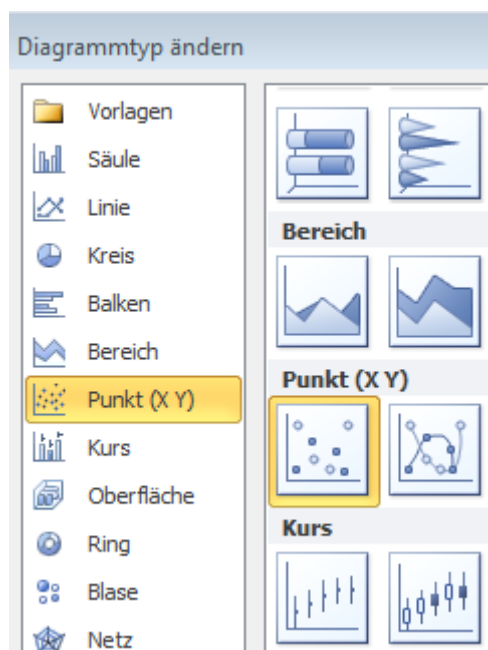 Diagrammtyp ändern
Vorlagen
Säule
Linie
Kreis
Balken
Bereich
Punkt (X Y)
Kurs
Oberfläche
Ring
Blase
Netz
Bereich
Punkt (X Y)
Kurs